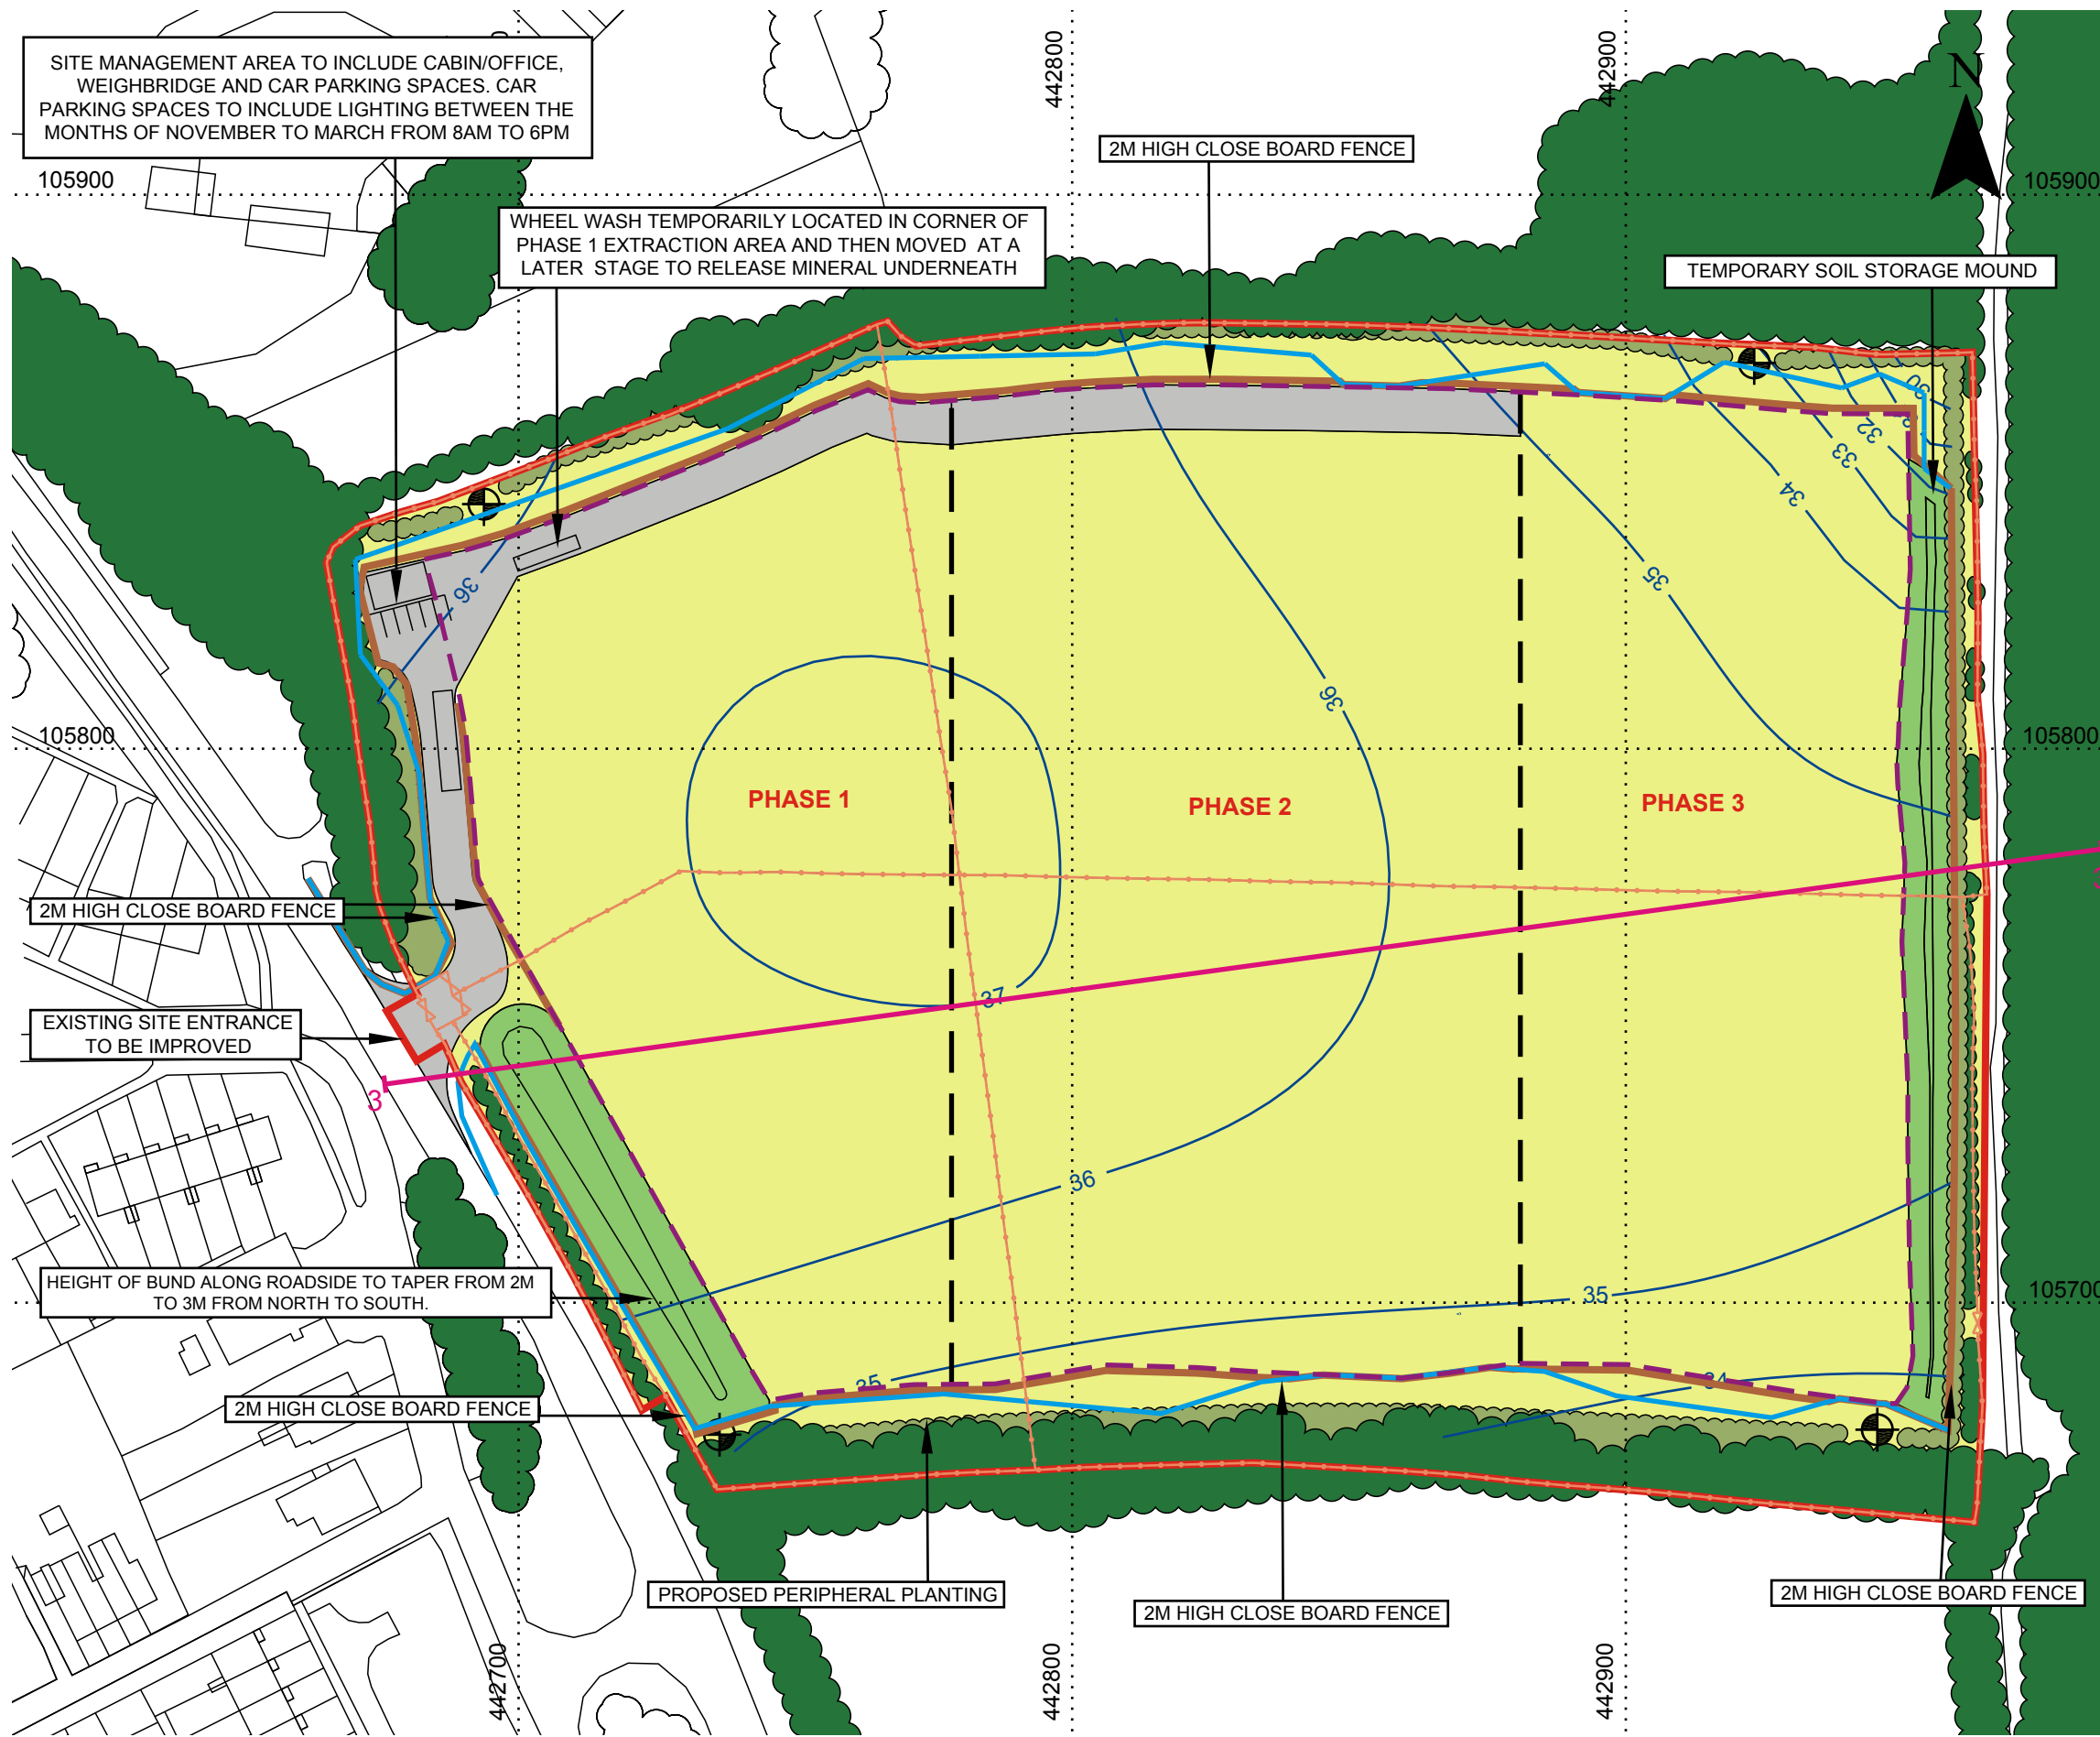 SITE MANAGEMENT AREA TO INCLUDE CABIN/OFFICE,
WEIGHBRIDGE AND CAR PARKING SPACES. CAR
PARKING SPACES TO INCLUDE LIGHTING BETWEEN THE
MONTHS OF NOVEMBER TO MARCH FROM 8AM TO 6PM
442800
442900
N
2M HIGH CLOSE BOARD FENCE
105900
105900
WHEEL WASH TEMPORARILY LOCATED IN CORNER OF
PHASE 1 EXTRACTION AREA AND THEN MOVED AT A
LATER STAGE TO RELEASE MINERAL UNDERNEATH
TEMPORARY SOIL STORAGE MOUND
30
32
33
34
35
36
36
105800
105800
PHASE 1
PHASE 2
PHASE 3
2M HIGH CLOSE BOARD FENCE
37
EXISTING SITE ENTRANCE
TO BE IMPROVED
3
36
HEIGHT OF BUND ALONG ROADSIDE TO TAPER FROM 2M
TO 3M FROM NORTH TO SOUTH.
35
105700
35
34
2M HIGH CLOSE BOARD FENCE
PROPOSED PERIPHERAL PLANTING
2M HIGH CLOSE BOARD FENCE
2M HIGH CLOSE BOARD FENCE
442700
442800
442900